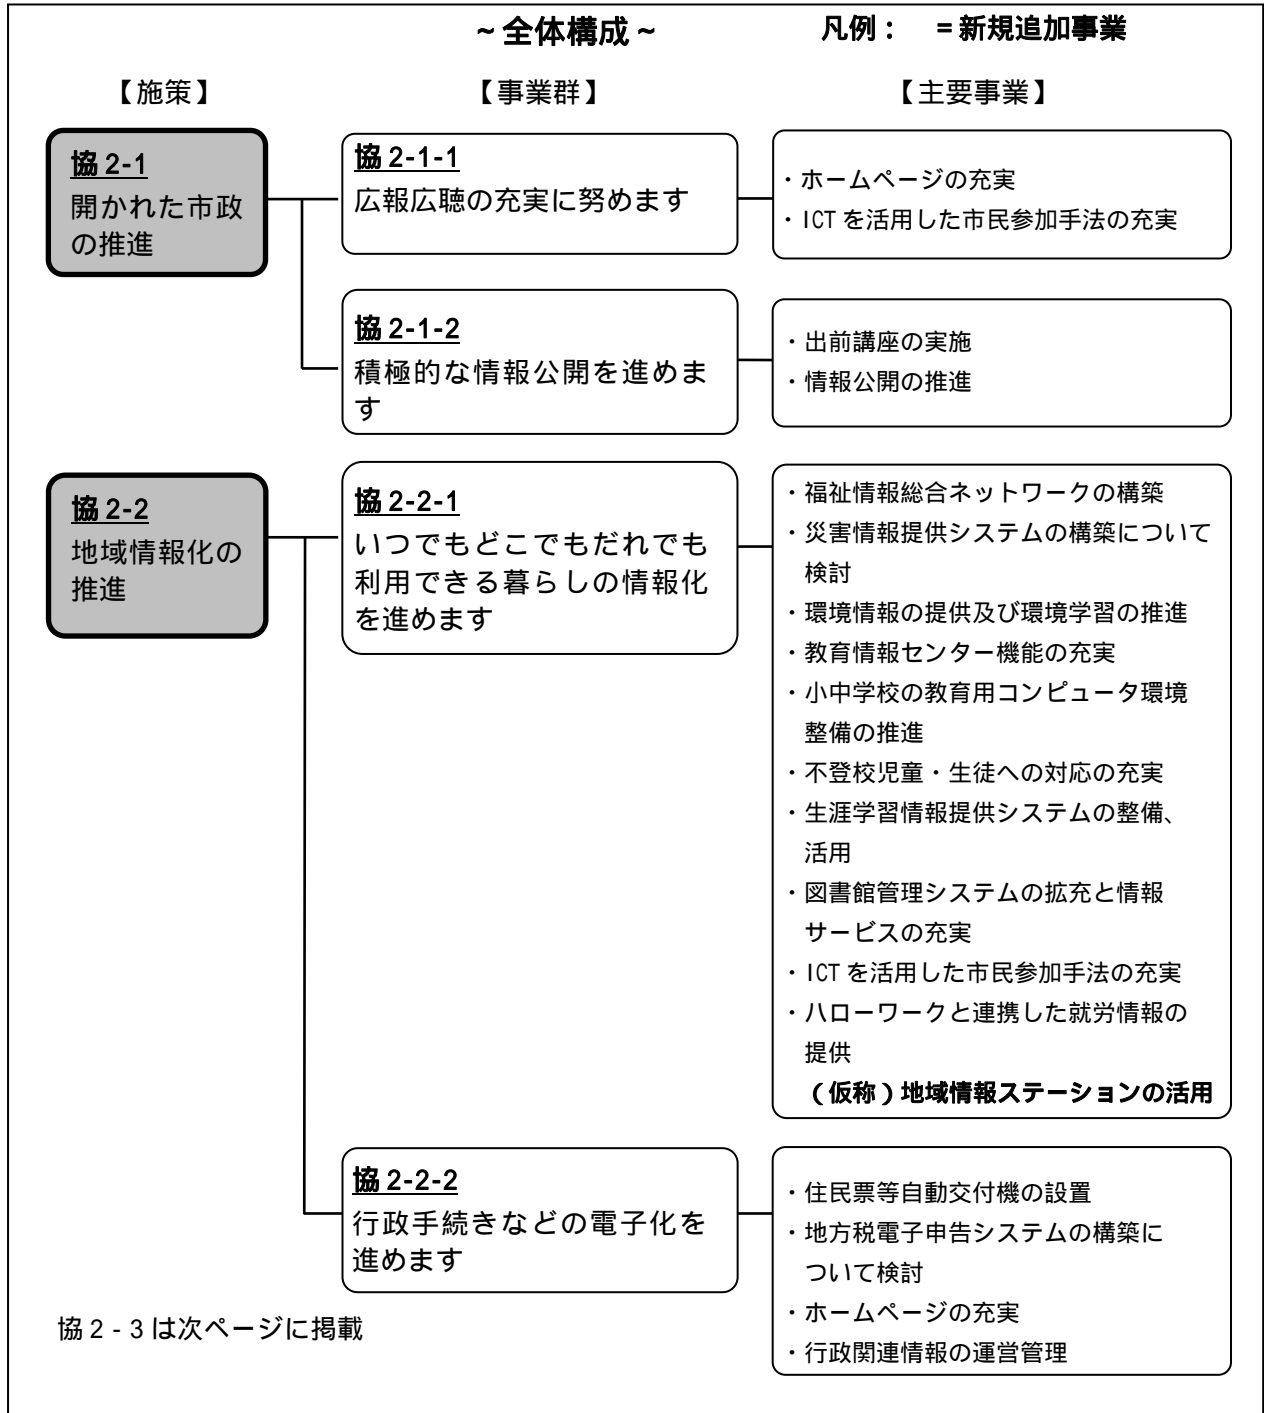 ～全体構成～
凡例：　＝新規追加事業
【施策】
【事業群】
【主要事業】
協 2-1
開かれた市政
の推進
協 2-1-1
広報広聴の充実に努めます
・ホームページの充実
・ICT を活用した市民参加手法の充実
協 2-1-2
積極的な情報公開を進めま
す
・出前講座の実施
・情報公開の推進
協 2-2
地域情報化の
推進
協 2-2-1
いつでもどこでもだれでも
利用できる暮らしの情報化
を進めます
・福祉情報総合ネットワークの構築
・災害情報提供システムの構築について
検討
・環境情報の提供及び環境学習の推進
・教育情報センター機能の充実
・小中学校の教育用コンピュータ環境
整備の推進
・不登校児童・生徒への対応の充実
・生涯学習情報提供システムの整備、
活用
・図書館管理システムの拡充と情報
サービスの充実
・ICT を活用した市民参加手法の充実
・ハローワークと連携した就労情報の
提供
（仮称）地域情報ステーションの活用
協 2-2-2
行政手続きなどの電子化を
進めます
・住民票等自動交付機の設置
・地方税電子申告システムの構築に
ついて検討
・ホームページの充実
・行政関連情報の運営管理
協２-３は次ページに掲載